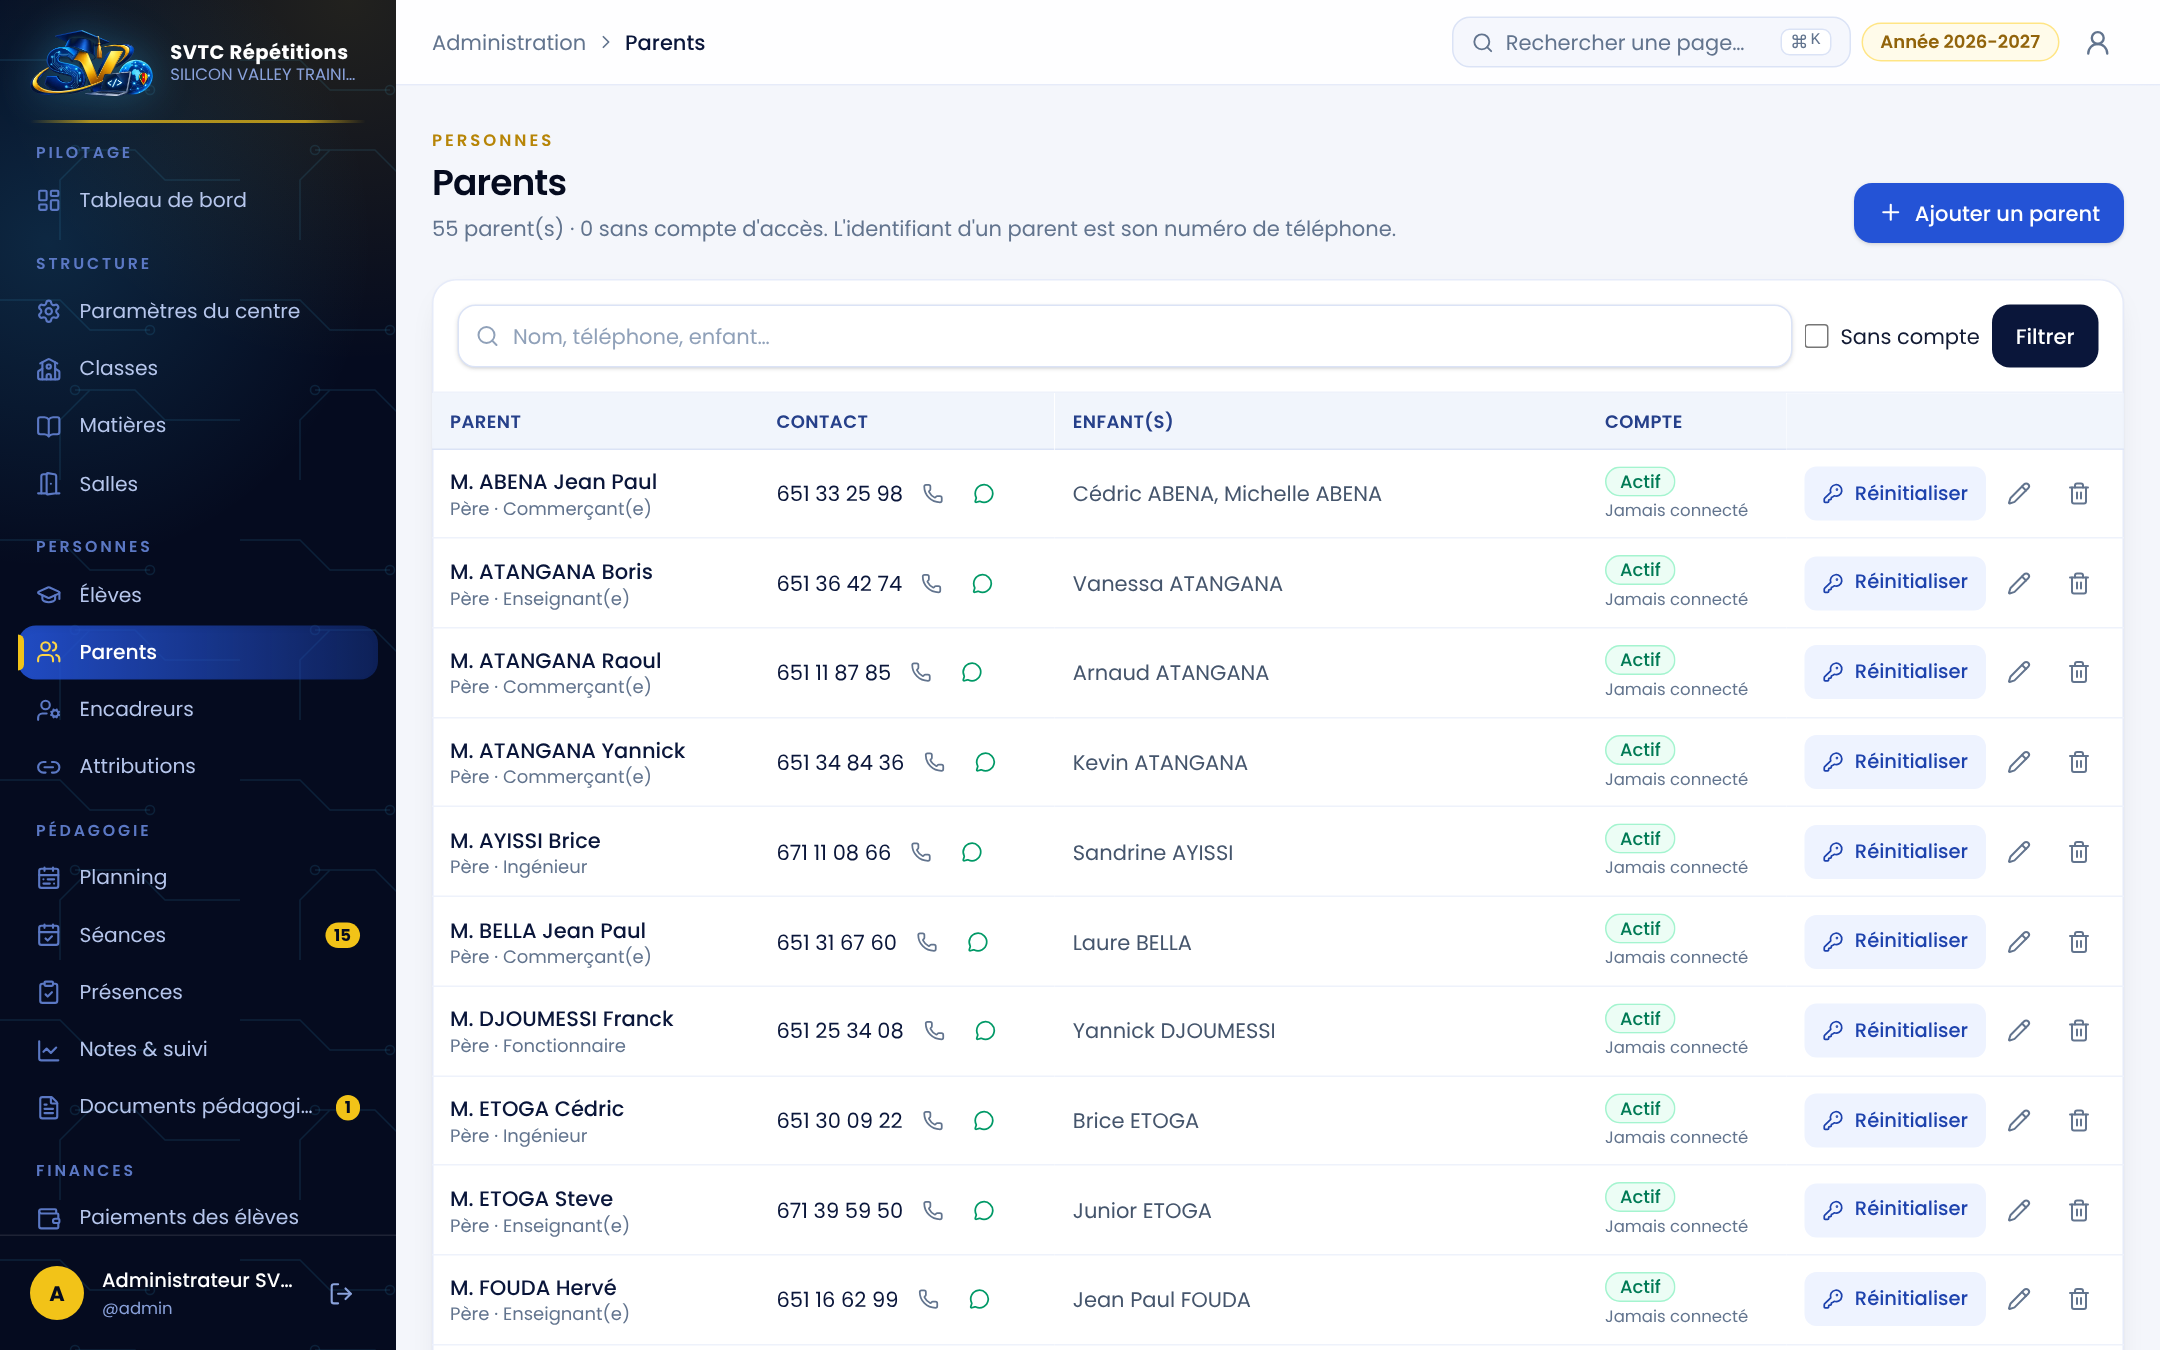 SVTC Répétitions
SILICON VALLEY TRAINI...
PILOTAGE
Tableau de bord
STRUCTURE
Paramètres du centre
Classes
Matières
Salles
PERSONNES
Élèves
Parents
Encadreurs
Attributions
PÉDAGOGIE
Planning
Séances 15
Présences
Notes & suivi
Documents pédagogi... 1
FINANCES
Paiements des élèves
A
Administrateur SV...
@admin
Administration > Parents
Rechercher une page... ⌘ K
Année 2026-2027
PERSONNES
Parents
55 parent(s) · 0 sans compte d'accès. L'identifiant d'un parent est son numéro de téléphone.
+ Ajouter un parent
Nom, téléphone, enfant...
Sans compte
Filtrer
PARENT CONTACT ENFANT(S) COMPTE
M. ABENA Jean Paul
Père · Commerçant(e)
651 33 25 98
Cédric ABENA, Michelle ABENA
Actif
Jamais connecté
Réinitialiser
M. ATANGANA Boris
Père · Enseignant(e)
651 36 42 74
Vanessa ATANGANA
Actif
Jamais connecté
Réinitialiser
M. ATANGANA Raoul
Père · Commerçant(e)
651 11 87 85
Arnaud ATANGANA
Actif
Jamais connecté
Réinitialiser
M. ATANGANA Yannick
Père · Commerçant(e)
651 34 84 36
Kevin ATANGANA
Actif
Jamais connecté
Réinitialiser
M. AYISSI Brice
Père · Ingénieur
671 11 08 66
Sandrine AYISSI
Actif
Jamais connecté
Réinitialiser
M. BELLA Jean Paul
Père · Commerçant(e)
651 31 67 60
Laure BELLA
Actif
Jamais connecté
Réinitialiser
M. DJOUMESSI Franck
Père · Fonctionnaire
651 25 34 08
Yannick DJOUMESSI
Actif
Jamais connecté
Réinitialiser
M. ETOGA Cédric
Père · Ingénieur
651 30 09 22
Brice ETOGA
Actif
Jamais connecté
Réinitialiser
M. ETOGA Steve
Père · Enseignant(e)
671 39 59 50
Junior ETOGA
Actif
Jamais connecté
Réinitialiser
M. FOUDA Hervé
Père · Enseignant(e)
651 16 62 99
Jean Paul FOUDA
Actif
Jamais connecté
Réinitialiser